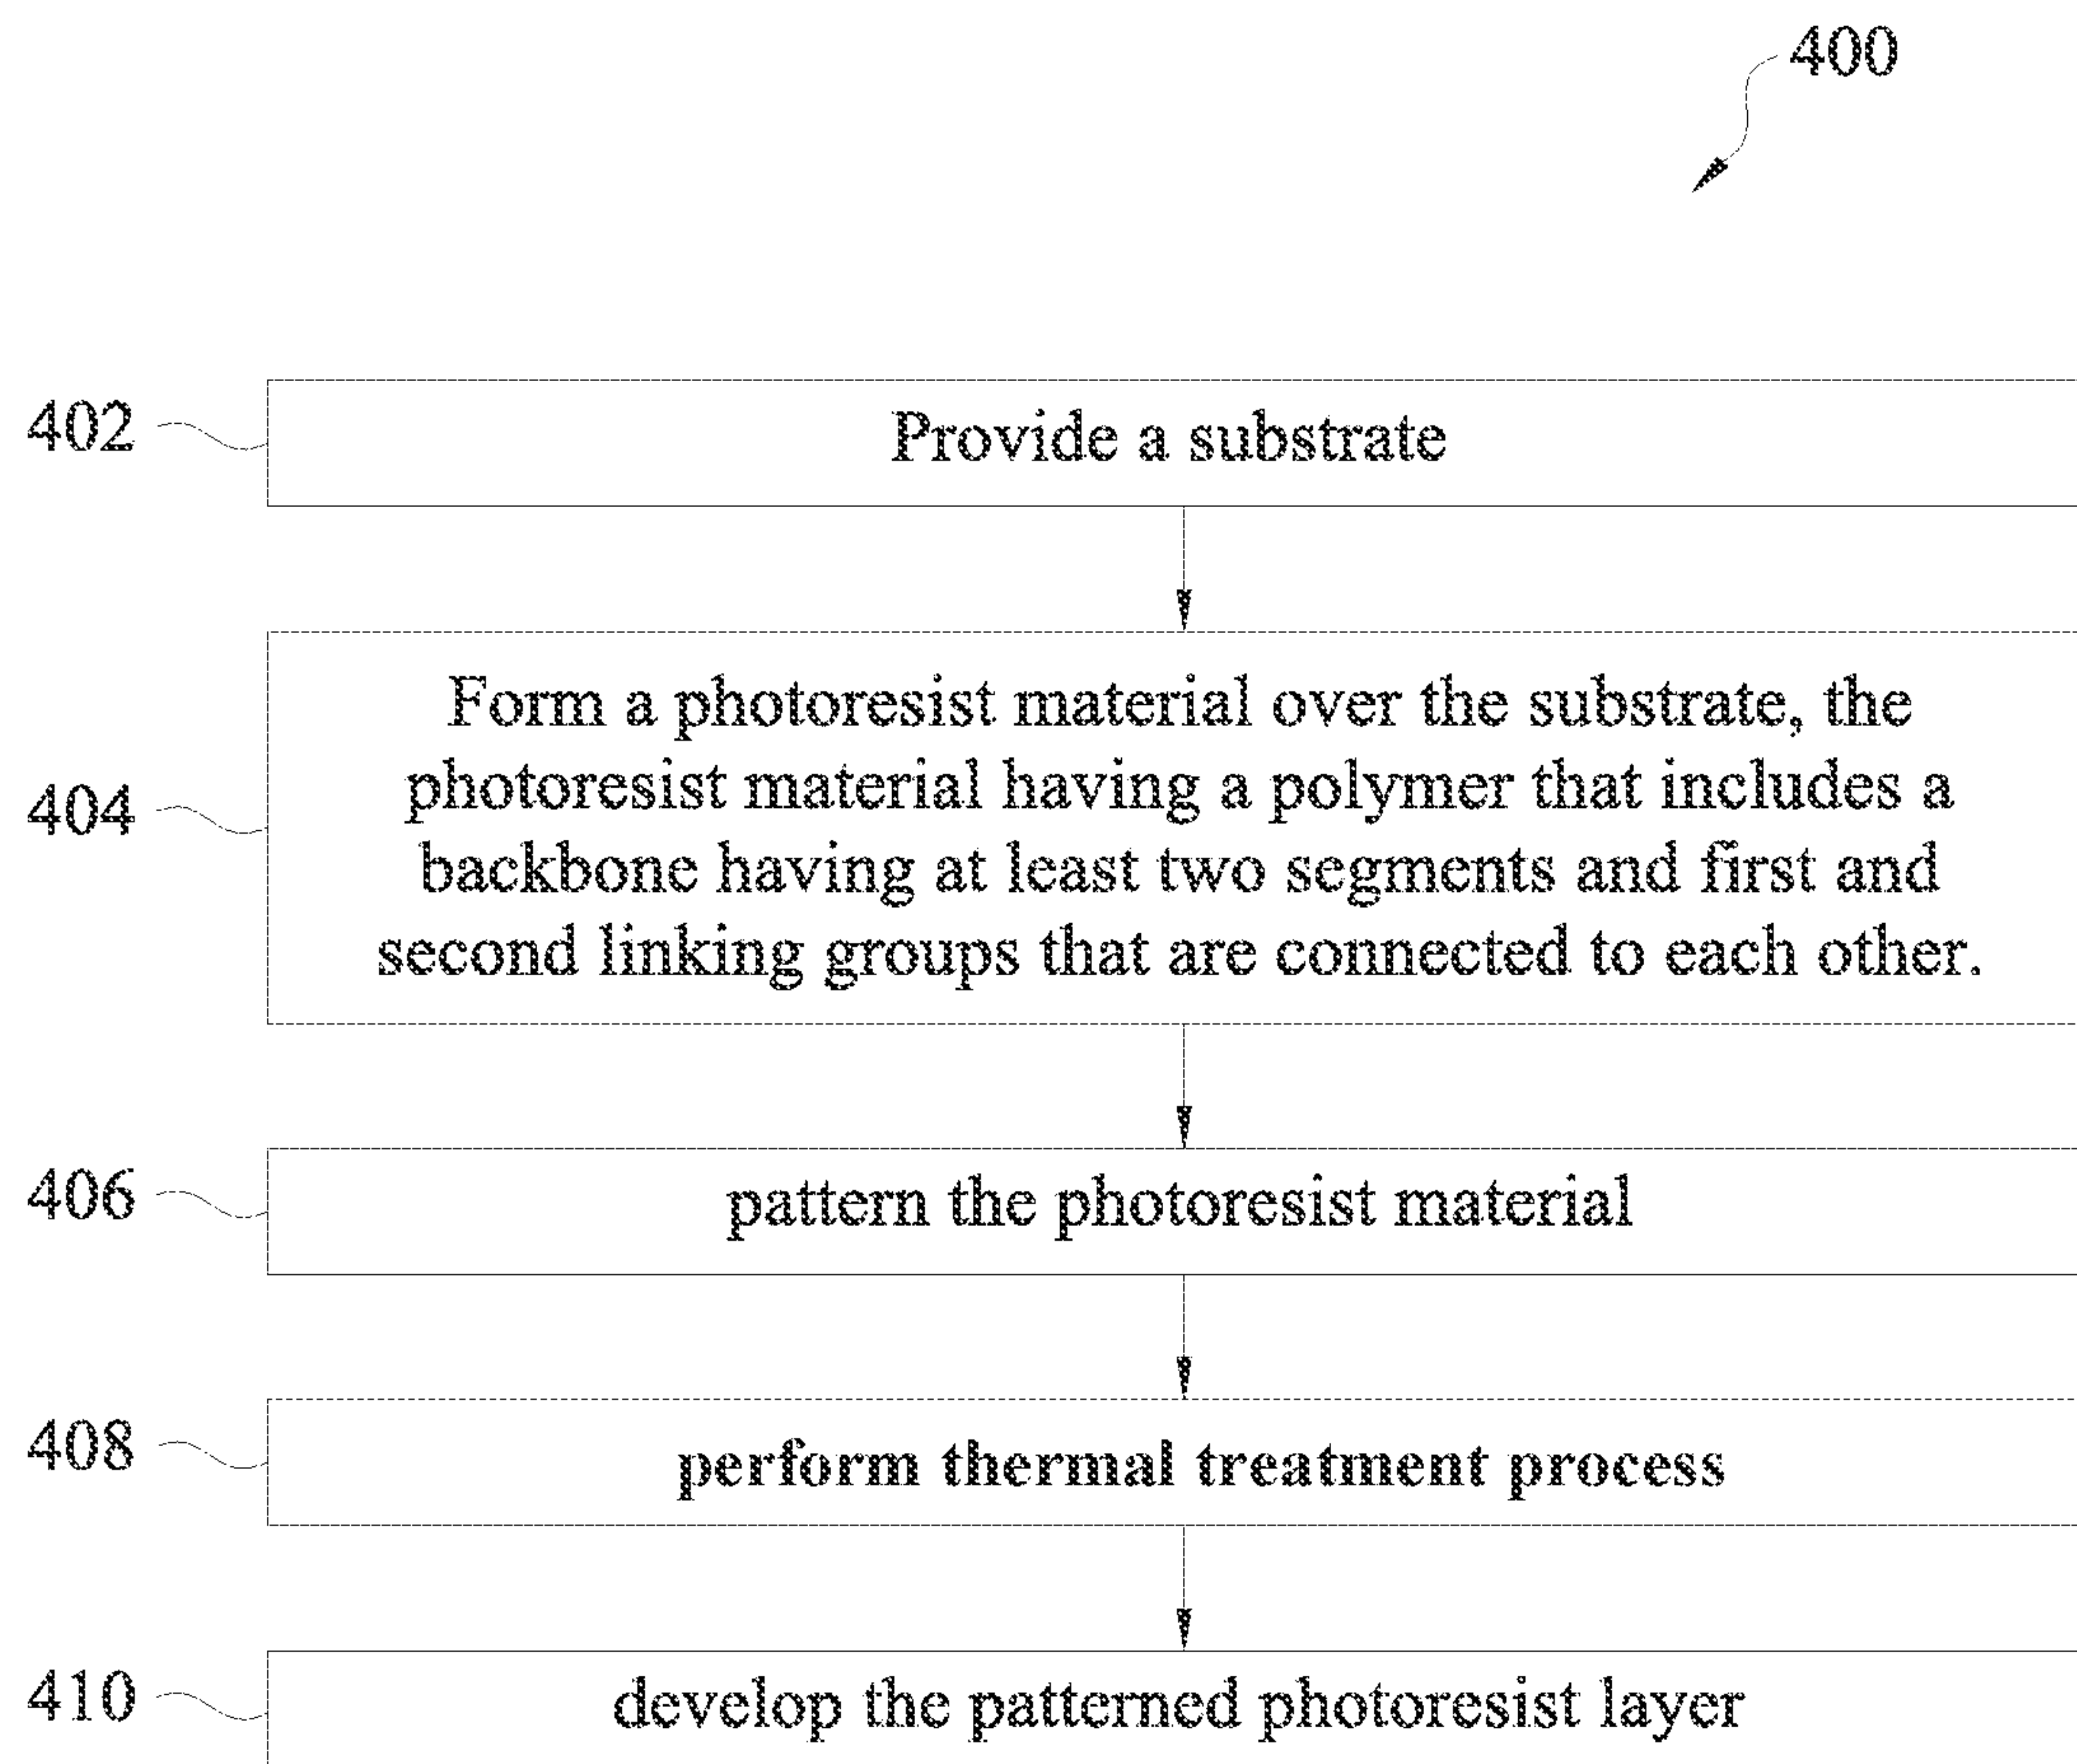 400
402
Provide a substrate
404
Form a photoresist material over the substrate, the
photoresist material having a polymer that includes a
backbone having at least two segments and first and
second linking groups that are connected to each other.
406
pattern the photoresist material
408
perform thermal treatment process
410
develop the patterned photoresist layer